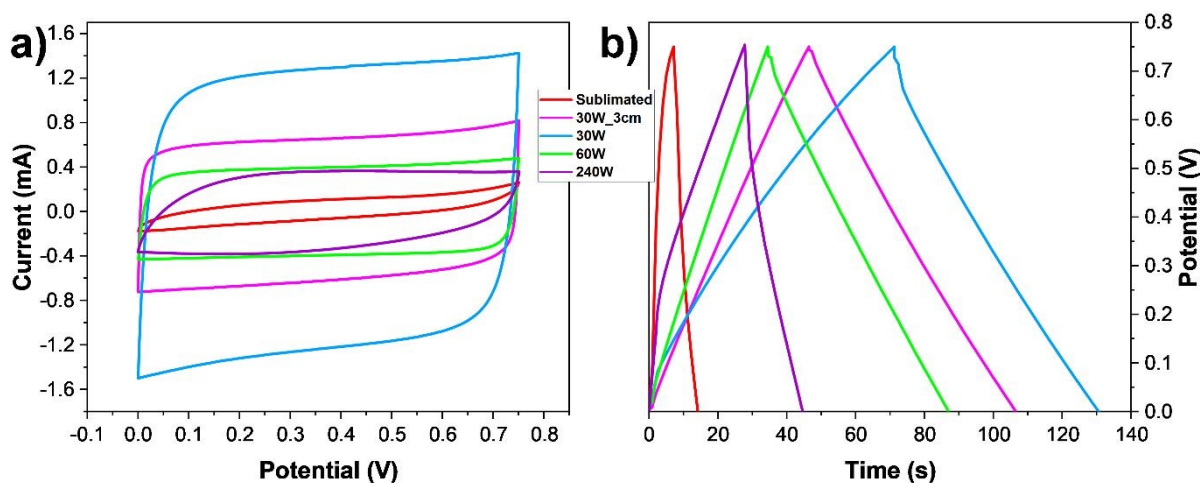 a)
1.6
1.2
0.8
0.4
0.0
-0.4
-0.8
-1.2
-1.6
Current (mA)
-0.1 0.0 0.1 0.2 0.3 0.4 0.5 0.6 0.7 0.8
Potential (V)
Sublimated
30W_3cm
30W
60W
240W
b)
0.8
0.7
0.6
0.5
0.4
0.3
0.2
0.1
0.0
Potential (V)
0 20 40 60 80 100 120 140
Time (s)